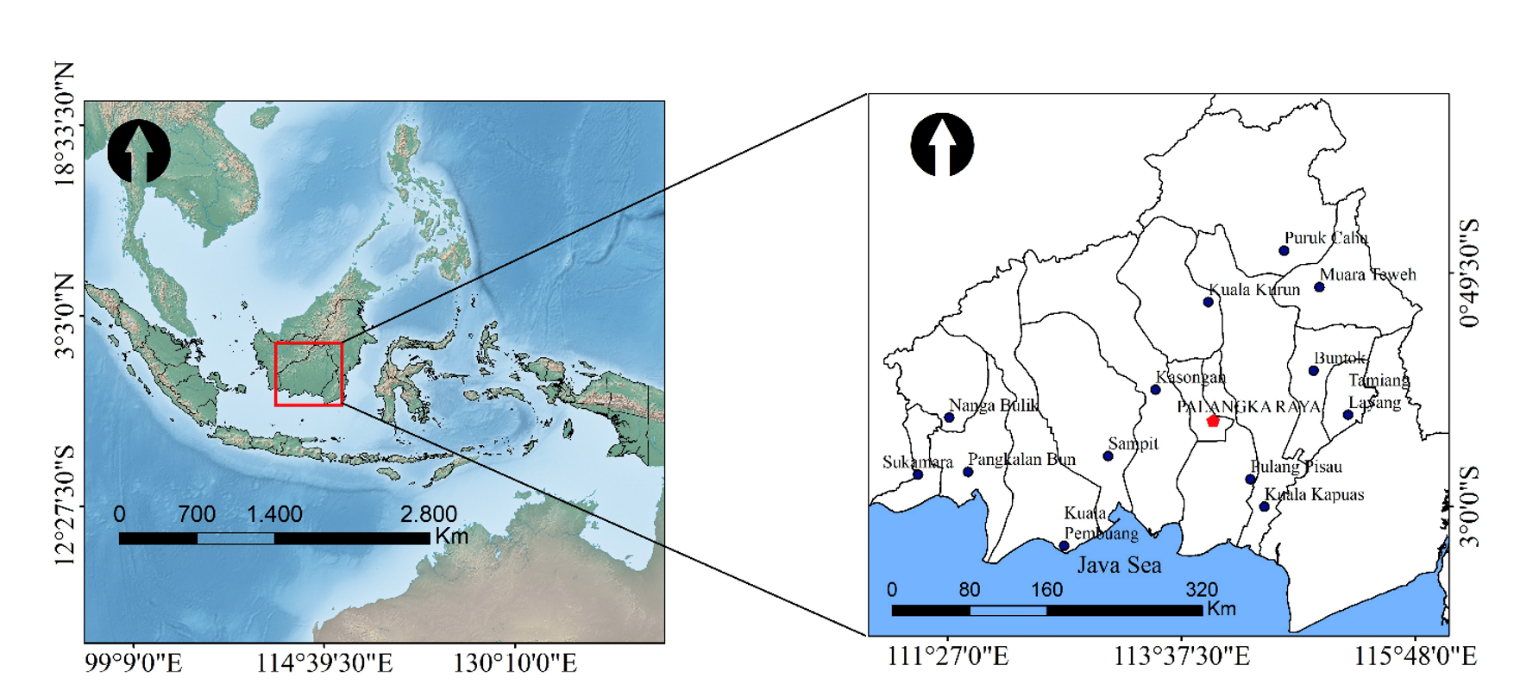 18°33'30"N
3°3'0"N
12°27'30"S
0 700 1.400 2.800
Km
99°9'0"E 114°39'30"E 130°10'0"E
Puruk Cahu
Muara Teweh
Kuala Kurun
Buntok
Kasongan
Tamiang
Layang
Nanga Bulik
PALANGKA RAYA
Sampit
Sukamara
Pangkalan Bun
Pulang Pisau
Kuala Kapuas
Kuala
Pembuang
Java Sea
0 80 160 320
Km
0°49'30"S
3°0'0"S
111°27'0"E 113°37'30"E 115°48'0"E